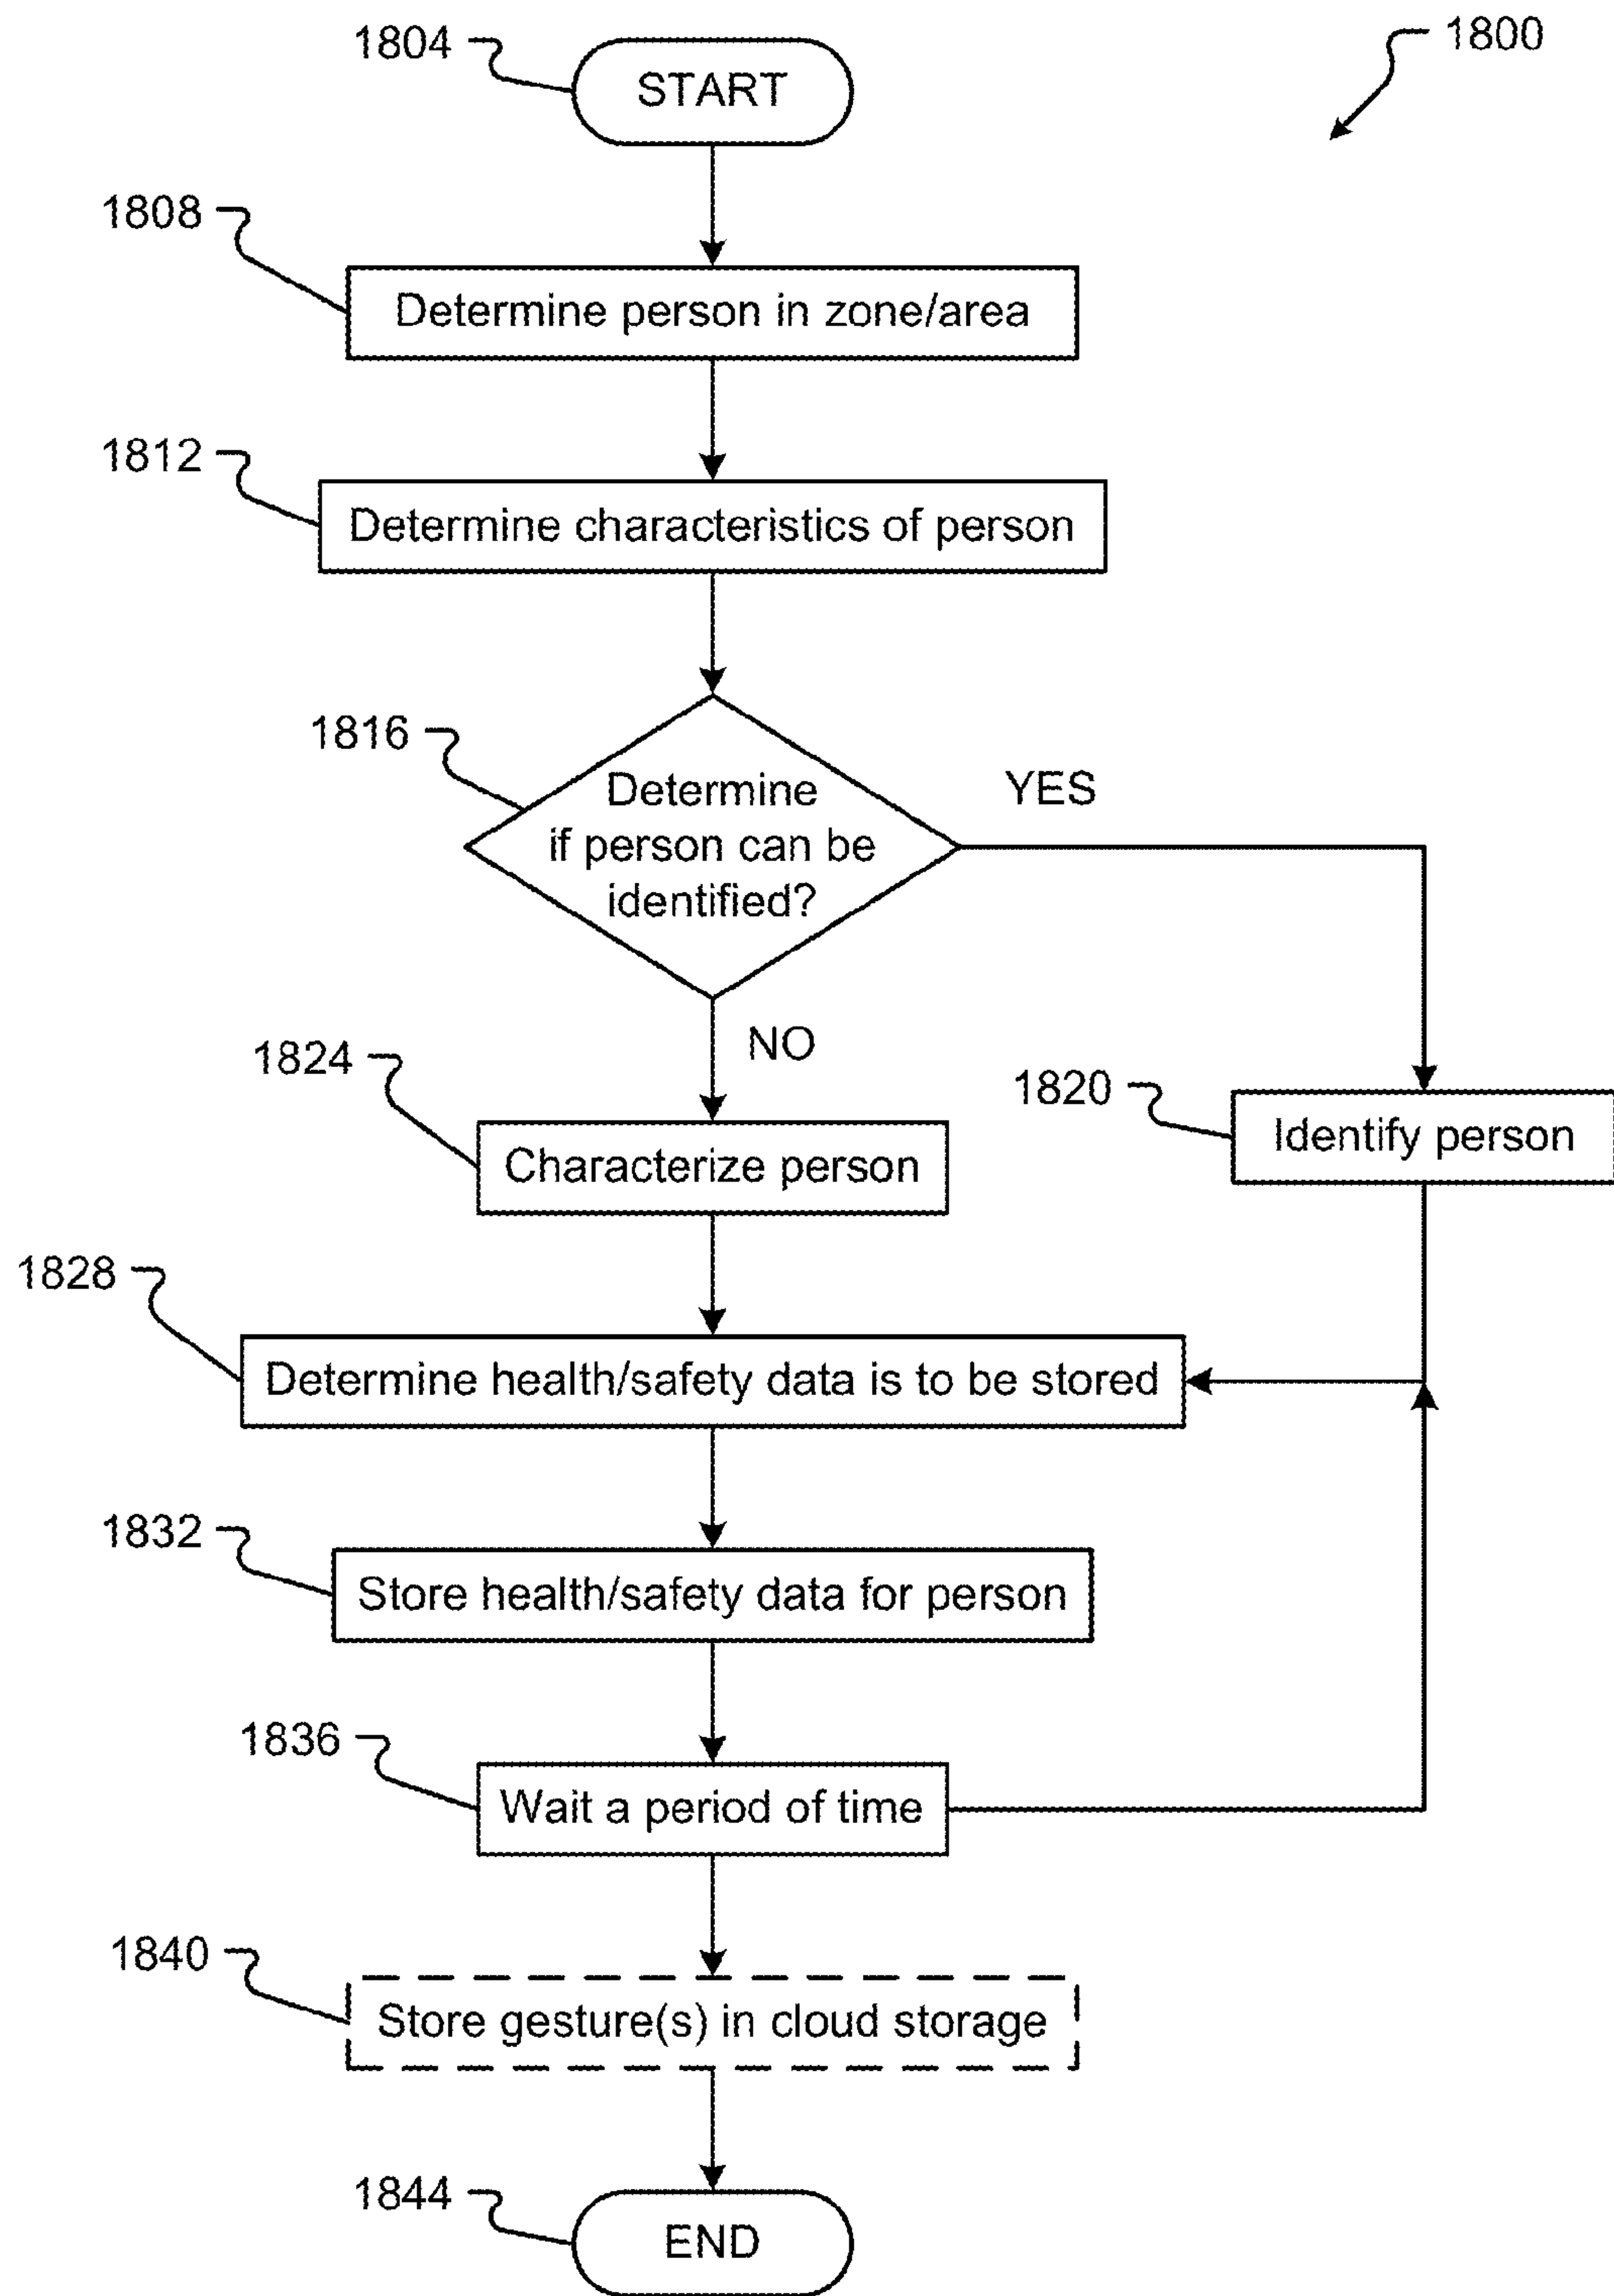 1804
START
1800
1808
Determine person in zone/area
1812
Determine characteristics of person
1816
Determine
if person can be
identified?
YES
NO
1824
Characterize person
1820
Identify person
1828
Determine health/safety data is to be stored
1832
Store health/safety data for person
1836
Wait a period of time
1840
Store gesture(s) in cloud storage
1844
END